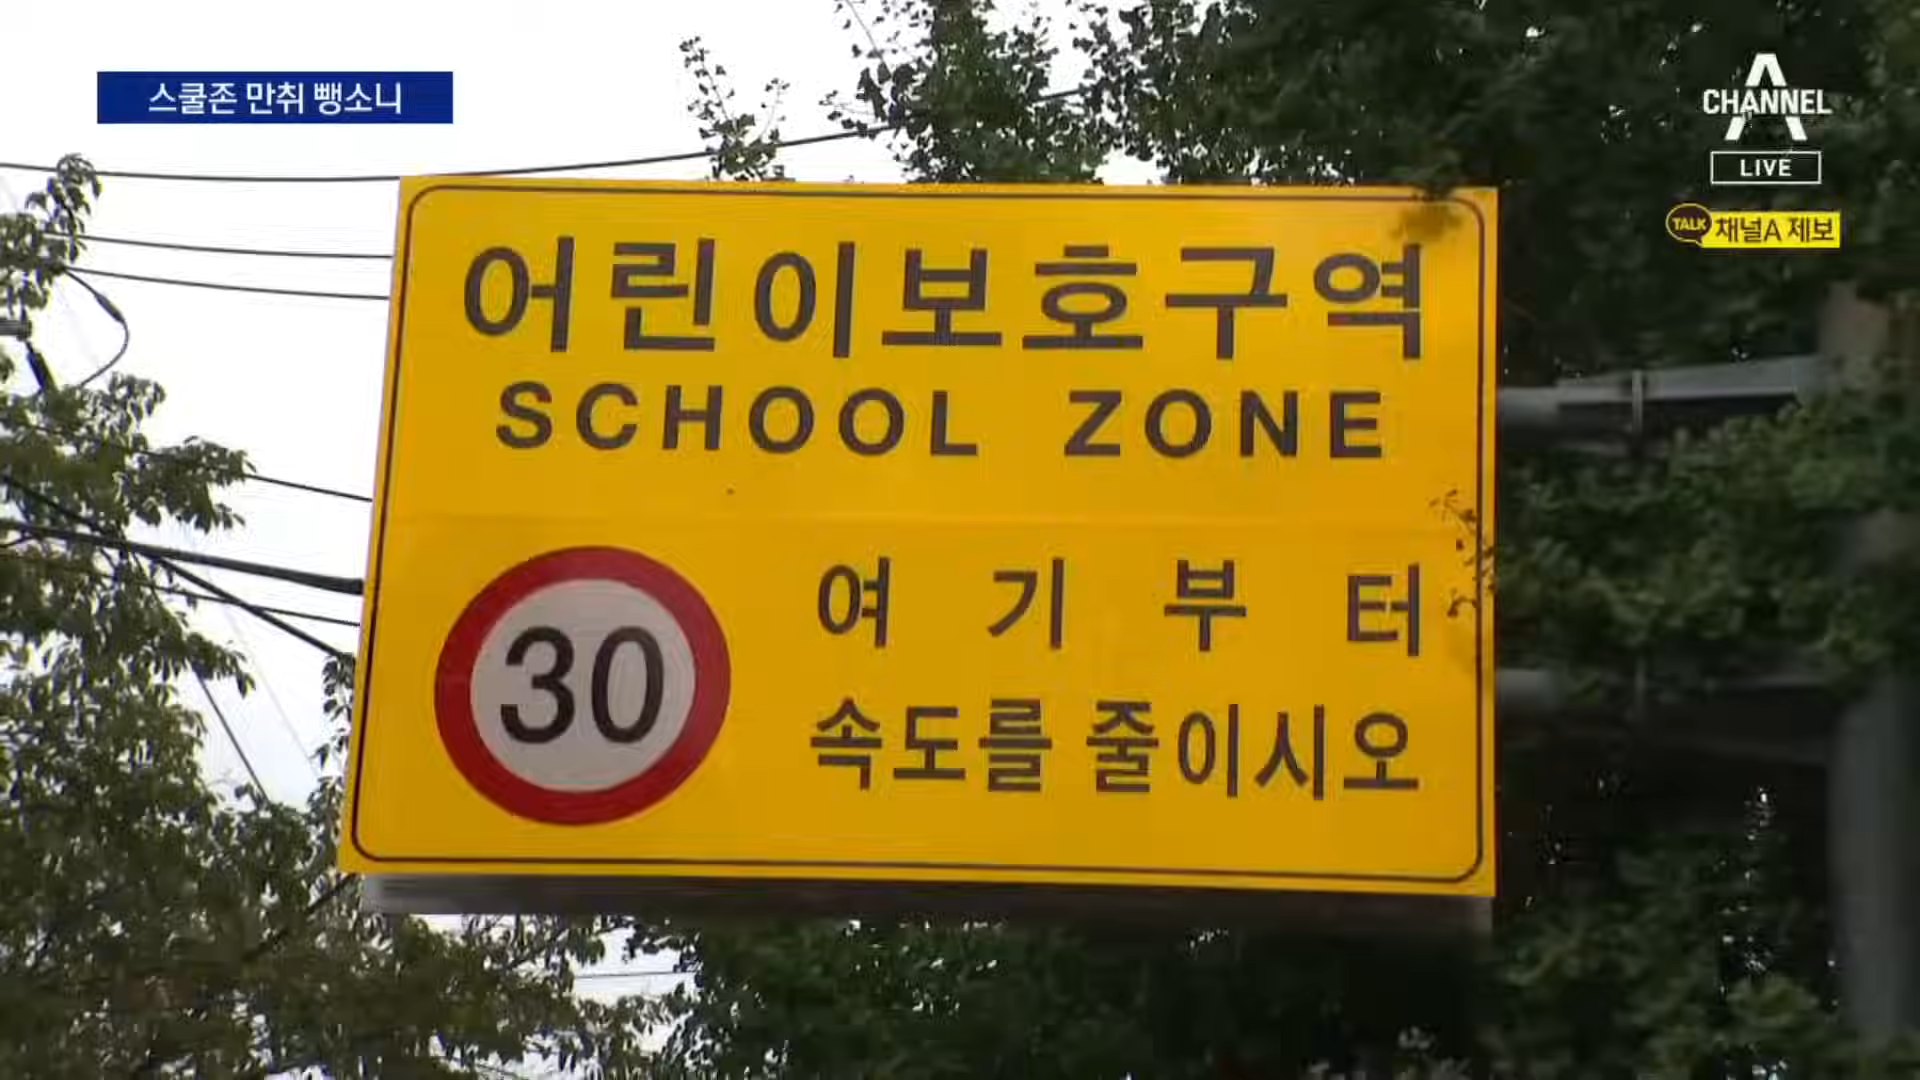 스쿨존 만취 뺑소니
CHANNEL A
LIVE
TALK 채널A 제보
어린이보호구역
SCHOOL ZONE
30
여기부터
속도를 줄이시오